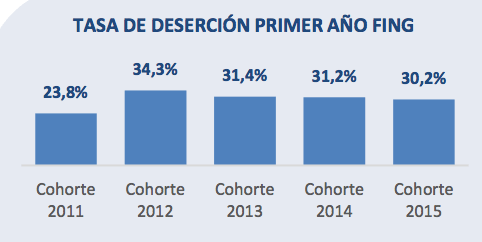 TASA DE DESERCIÓN PRIMER AÑO FING
23,8%
34,3%
31,4%
31,2%
30,2%
Cohorte
2011
Cohorte
2012
Cohorte
2013
Cohorte
2014
Cohorte
2015